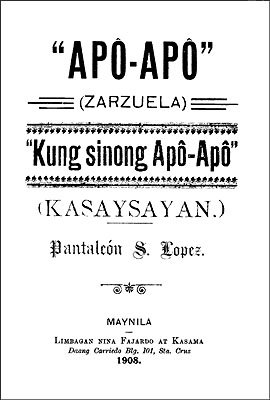 "APÔ-APÔ"
(ZARZUELA)
"Kung sinong Apô-Apô"
(KASAYSAYAN.)
Pantaleón S. Lopez.
MAYNILA
LIMBAGAN NINA FAJARDO AT KASAMA
Daang Carriedo Blg. 101, Sta. Cruz
1908.